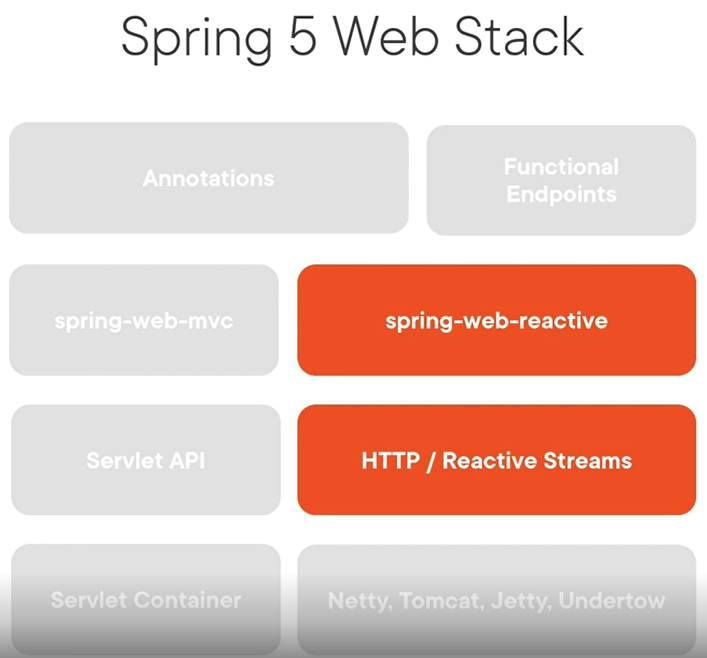 Spring 5 Web Stack
Annotations
Functional
Endpoints
spring-web-mvc
spring-web-reactive
Servlet API
HTTP / Reactive Streams
Servlet Container
Netty, Tomcat, Jetty, Undertow